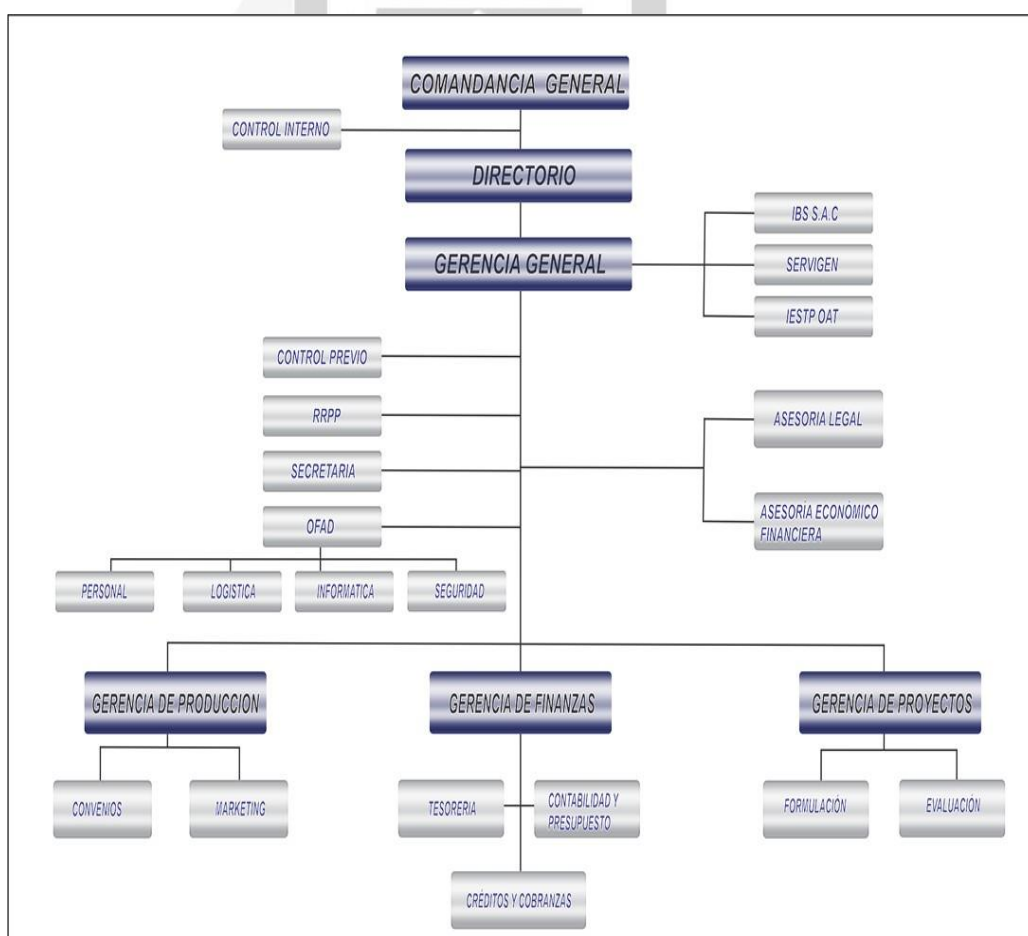 COMANDANCIA GENERAL
CONTROL INTERNO
DIRECTORIO
GERENCIA GENERAL
IBS S.A.C
SERVIGEN
IESTP OAT
CONTROL PREVIO
RRPP
SECRETARIA
OFAD
ASESORIA LEGAL
ASESORÍA ECONÓMICO
FINANCIERA
PERSONAL
LOGISTICA
INFORMATICA
SEGURIDAD
GERENCIA DE PRODUCCION
GERENCIA DE FINANZAS
GERENCIA DE PROYECTOS
CONVENIOS
MARKETING
TESORERIA
CONTABILIDAD Y
PRESUPUESTO
FORMULACIÓN
EVALUACIÓN
CRÉDITOS Y COBRANZAS